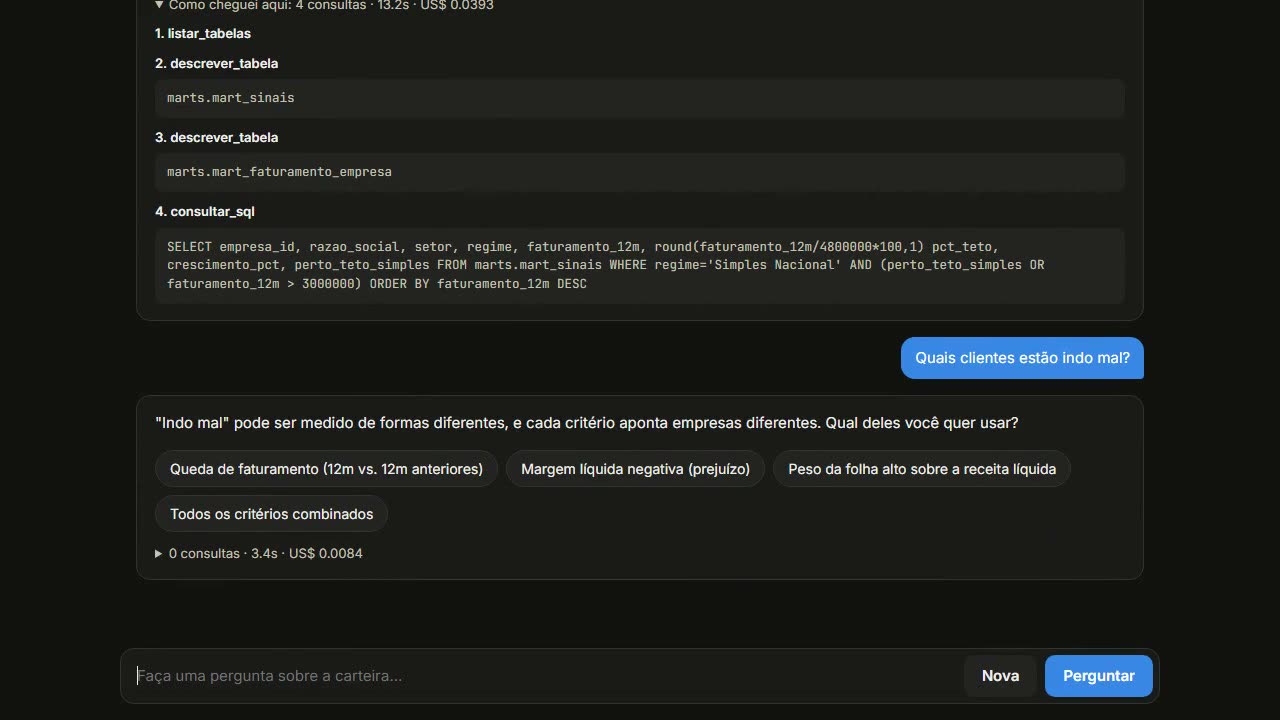 ▼ Como cheguei aqui: 4 consultas · 13.2s · US$ 0.0393
1. listar_tabelas
2. descrever_tabela
marts.mart_sinais
3. descrever_tabela
marts.mart_faturamento_empresa
4. consultar_sql
SELECT empresa_id, razao_social, setor, regime, faturamento_12m, round(faturamento_12m/4800000*100,1) pct_teto,
crescimento_pct, perto_teto_simples FROM marts.mart_sinais WHERE regime='Simples Nacional' AND (perto_teto_simples OR
faturamento_12m > 3000000) ORDER BY faturamento_12m DESC
Quais clientes estão indo mal?
"Indo mal" pode ser medido de formas diferentes, e cada critério aponta empresas diferentes. Qual deles você quer usar?
Queda de faturamento (12m vs. 12m anteriores)
Margem líquida negativa (prejuízo)
Peso da folha alto sobre a receita líquida
Todos os critérios combinados
▶ 0 consultas · 3.4s · US$ 0.0084
Faça uma pergunta sobre a carteira...
Nova
Perguntar